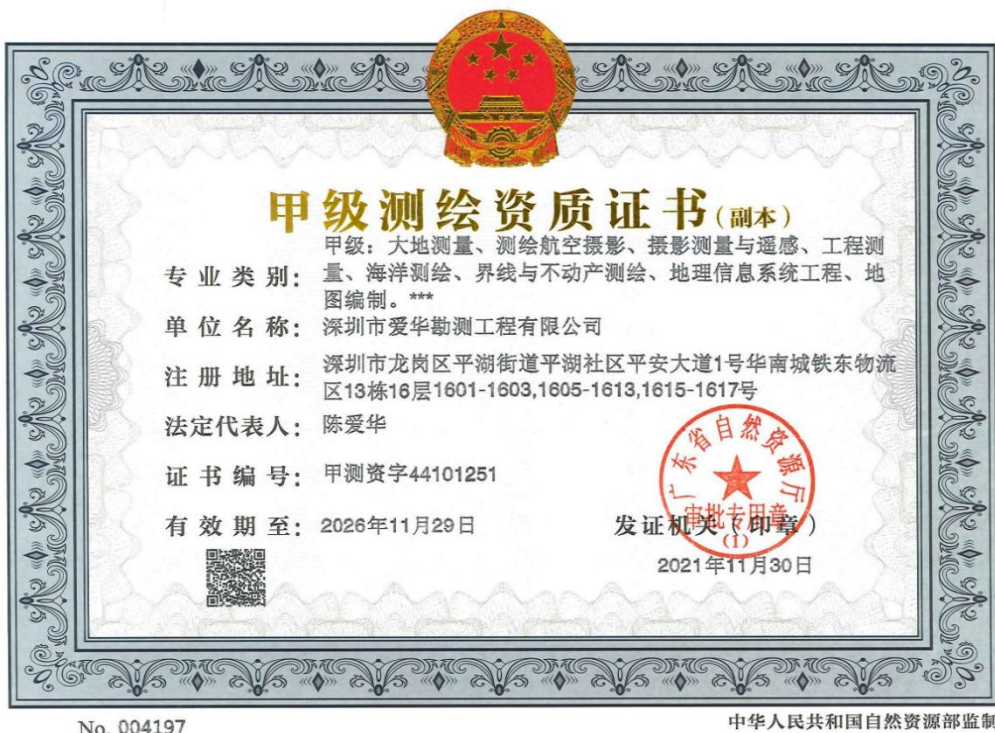 甲级测绘资质证书(副本)
专业类别:
甲级：大地测量、测绘航空摄影、摄影测量与遥感、工程测
量、海洋测绘、界线与不动产测绘、地理信息系统工程、地
图编制。***
单位名称: 深圳市爱华勘测工程有限公司
注册地址:
深圳市龙岗区平湖街道平湖社区平安大道1号华南城铁东物流
区13栋16层1601-1603,1605-1613,1615-1617号
法定代表人: 陈爱华
证书编号: 甲测资字44101251
有效期至: 2026年11月29日
广东省自然资源厅
审批专用章
(1)
发证机关(印章)
2021年11月30日
No. 004197
中华人民共和国自然资源部监制